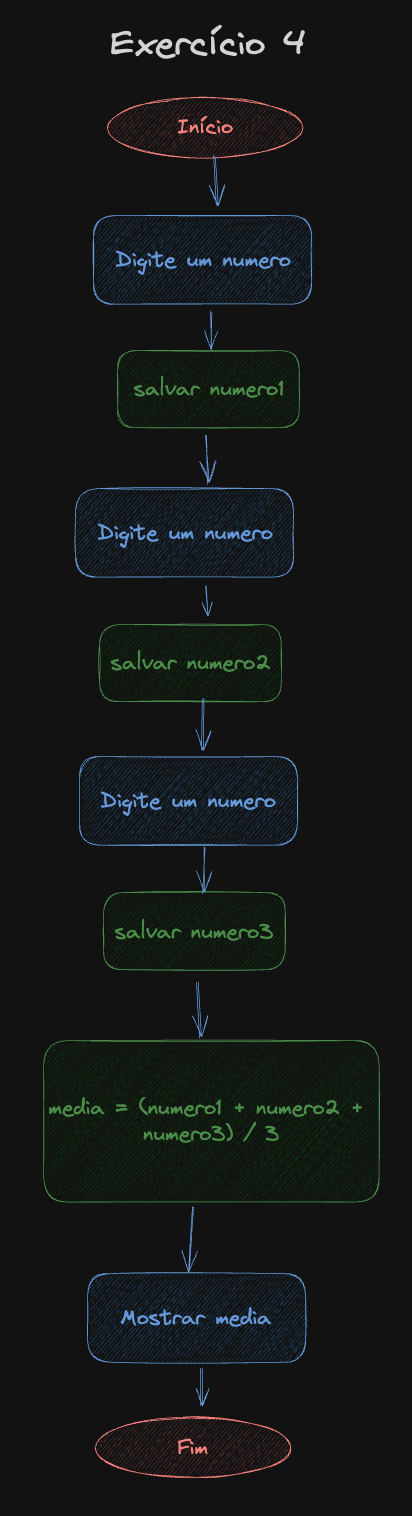 Exercício 4
Início
Digite um numero
salvar numero1
Digite um numero
salvar numero2
Digite um numero
salvar numero3
media = (numero1 + numero2 +
numero3) / 3
Mostrar media
Fim